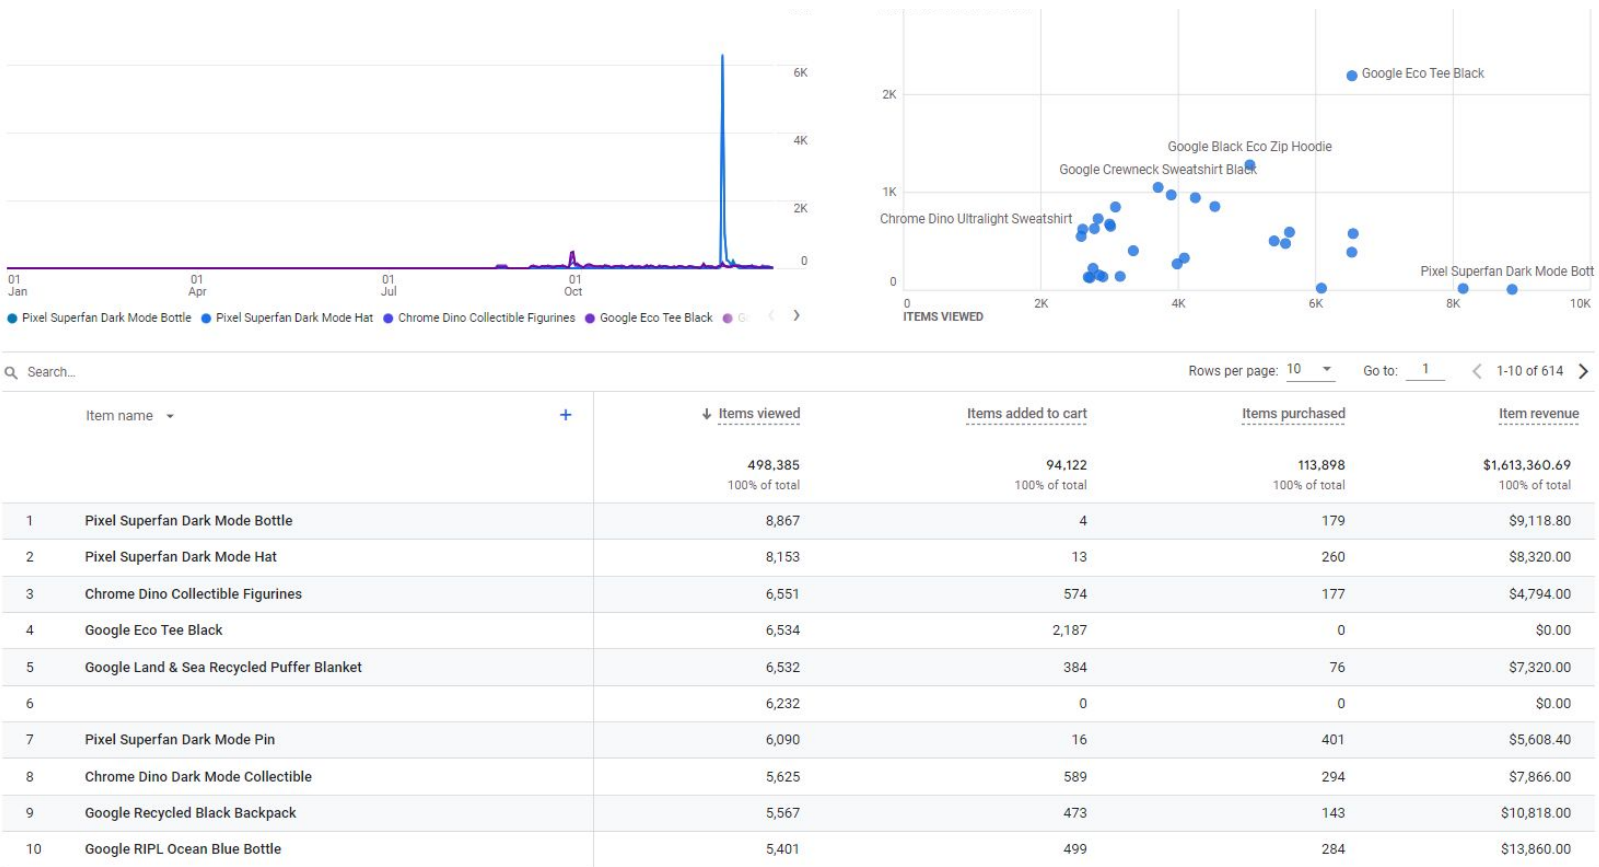 6K
4K
2K
0
01 Jan
01 Apr
01 Jul
01 Oct
Pixel Superfan Dark Mode Bottle Pixel Superfan Dark Mode Hat Chrome Dino Collectible Figurines Google Eco Tee Black
2K
1K
0
Google Eco Tee Black
Google Black Eco Zip Hoodie
Google Crewneck Sweatshirt Black
Chrome Dino Ultralight Sweatshirt
Pixel Superfan Dark Mode Bott
0 2K 4K 6K 8K 10K
ITEMS VIEWED
Search...
Rows per page: 10 Go to: 1 1-10 of 614
Item name + Items viewed Items added to cart Items purchased Item revenue
498,385 94,122 113,898 $1,613,360.69
100% of total 100% of total 100% of total 100% of total
1 Pixel Superfan Dark Mode Bottle 8,867 4 179 $9,118.80
2 Pixel Superfan Dark Mode Hat 8,153 13 260 $8,320.00
3 Chrome Dino Collectible Figurines 6,551 574 177 $4,794.00
4 Google Eco Tee Black 6,534 2,187 0 $0.00
5 Google Land & Sea Recycled Puffer Blanket 6,532 384 76 $7,320.00
6 6,232 0 0 $0.00
7 Pixel Superfan Dark Mode Pin 6,090 16 401 $5,608.40
8 Chrome Dino Dark Mode Collectible 5,625 589 294 $7,866.00
9 Google Recycled Black Backpack 5,567 473 143 $10,818.00
10 Google RIPL Ocean Blue Bottle 5,401 499 284 $13,860.00